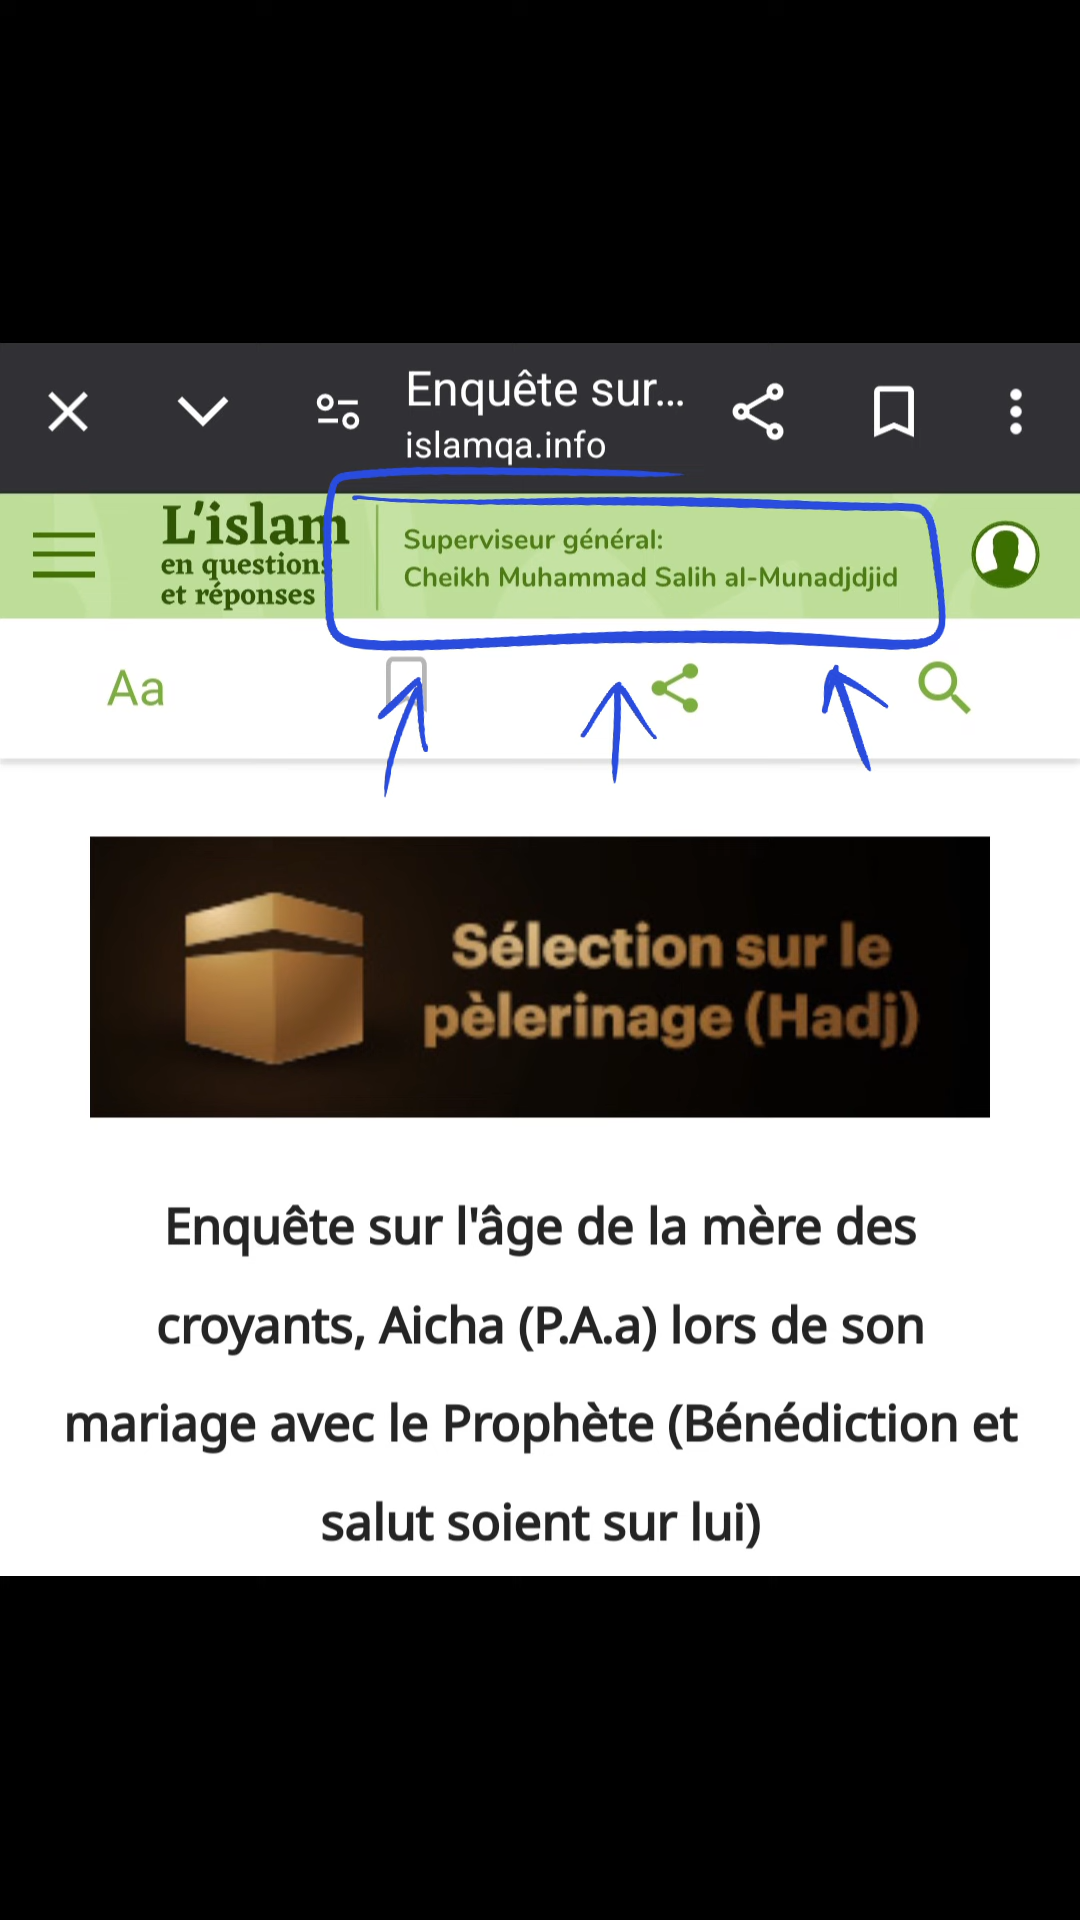 Enquête sur...
islamqa.info
L'islam
en questions
et réponses
Superviseur général:
Cheikh Muhammad Salih al-Munadjdjid
Aa
Sélection sur le
pèlerinage (Hadj)
Enquête sur l'âge de la mère des
croyants, Aicha (P.A.a) lors de son
mariage avec le Prophète (Bénédiction et
salut soient sur lui)